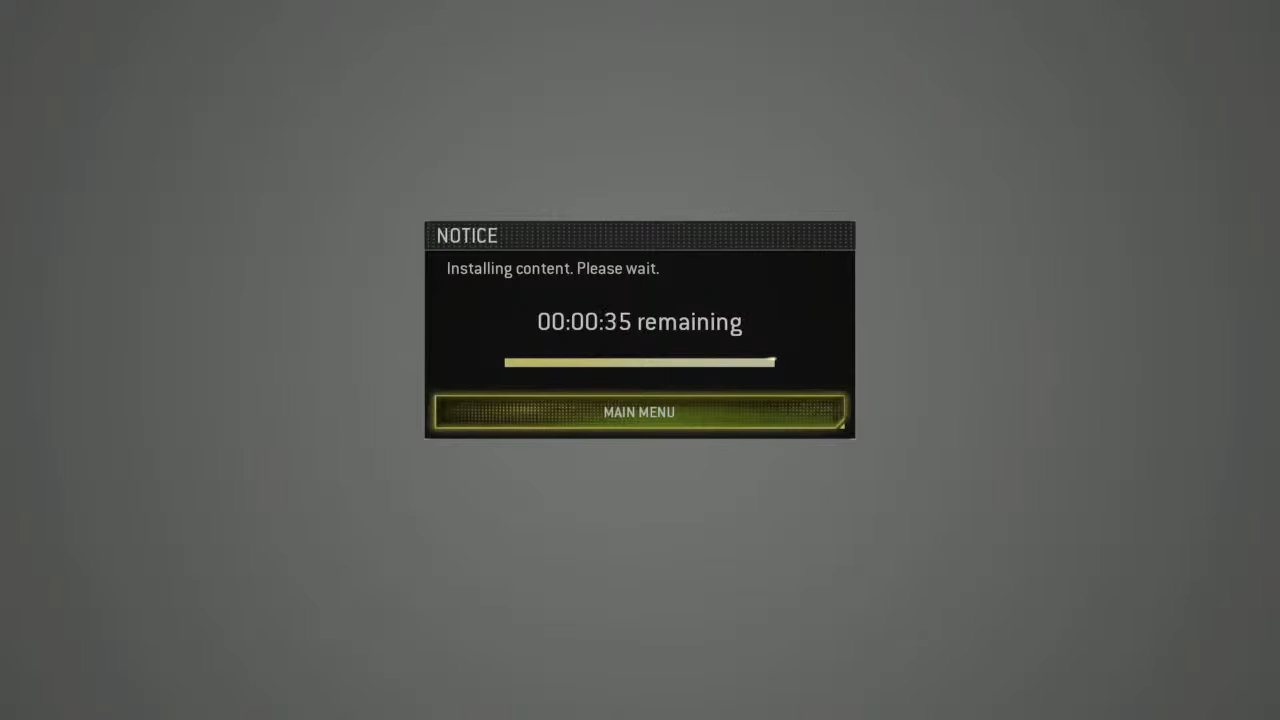 NOTICE
Installing content. Please wait.
00:00:35 remaining
MAIN MENU